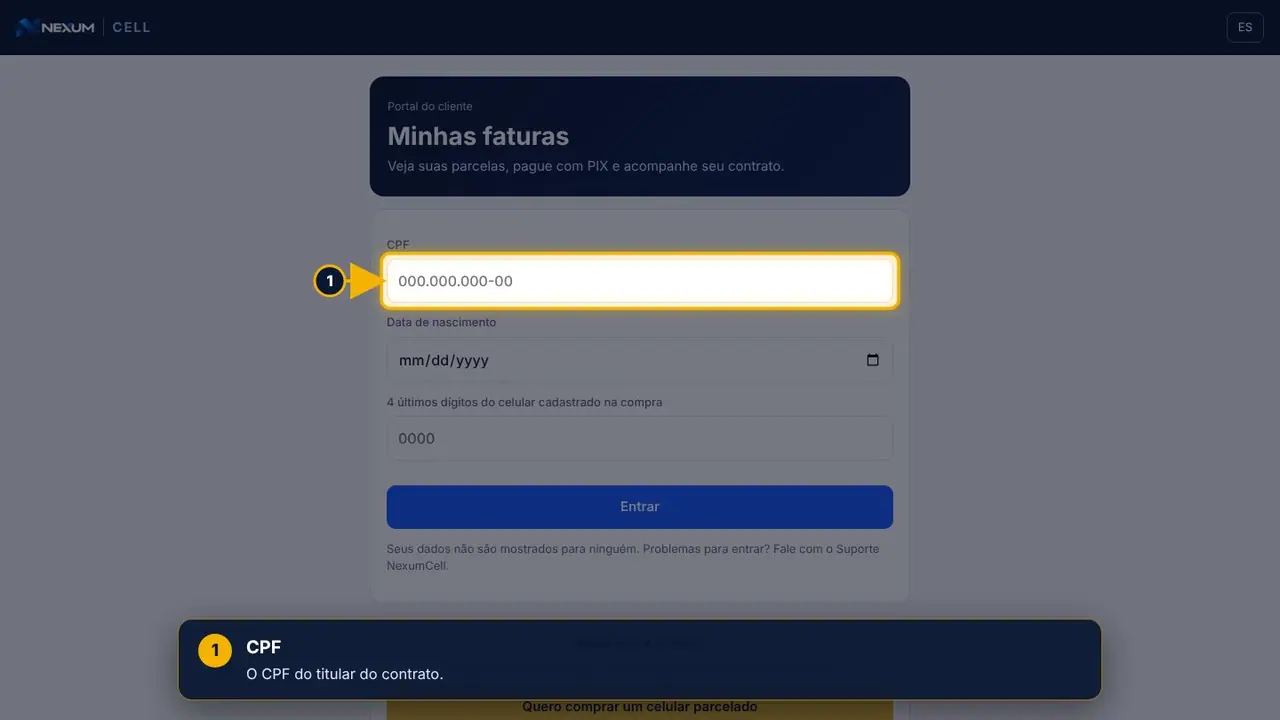 NEXUM CELL
ES
Portal do cliente
Minhas faturas
Veja suas parcelas, pague com PIX e acompanhe seu contrato.
CPF
1
000.000.000-00
Data de nascimento
mm/dd/yyyy
4 últimos dígitos do celular cadastrado na compra
0000
Entrar
Seus dados não são mostrados para ninguém. Problemas para entrar? Fale com o Suporte
NexumCell.
1
CPF
O CPF do titular do contrato.
Quero comprar um celular parcelado